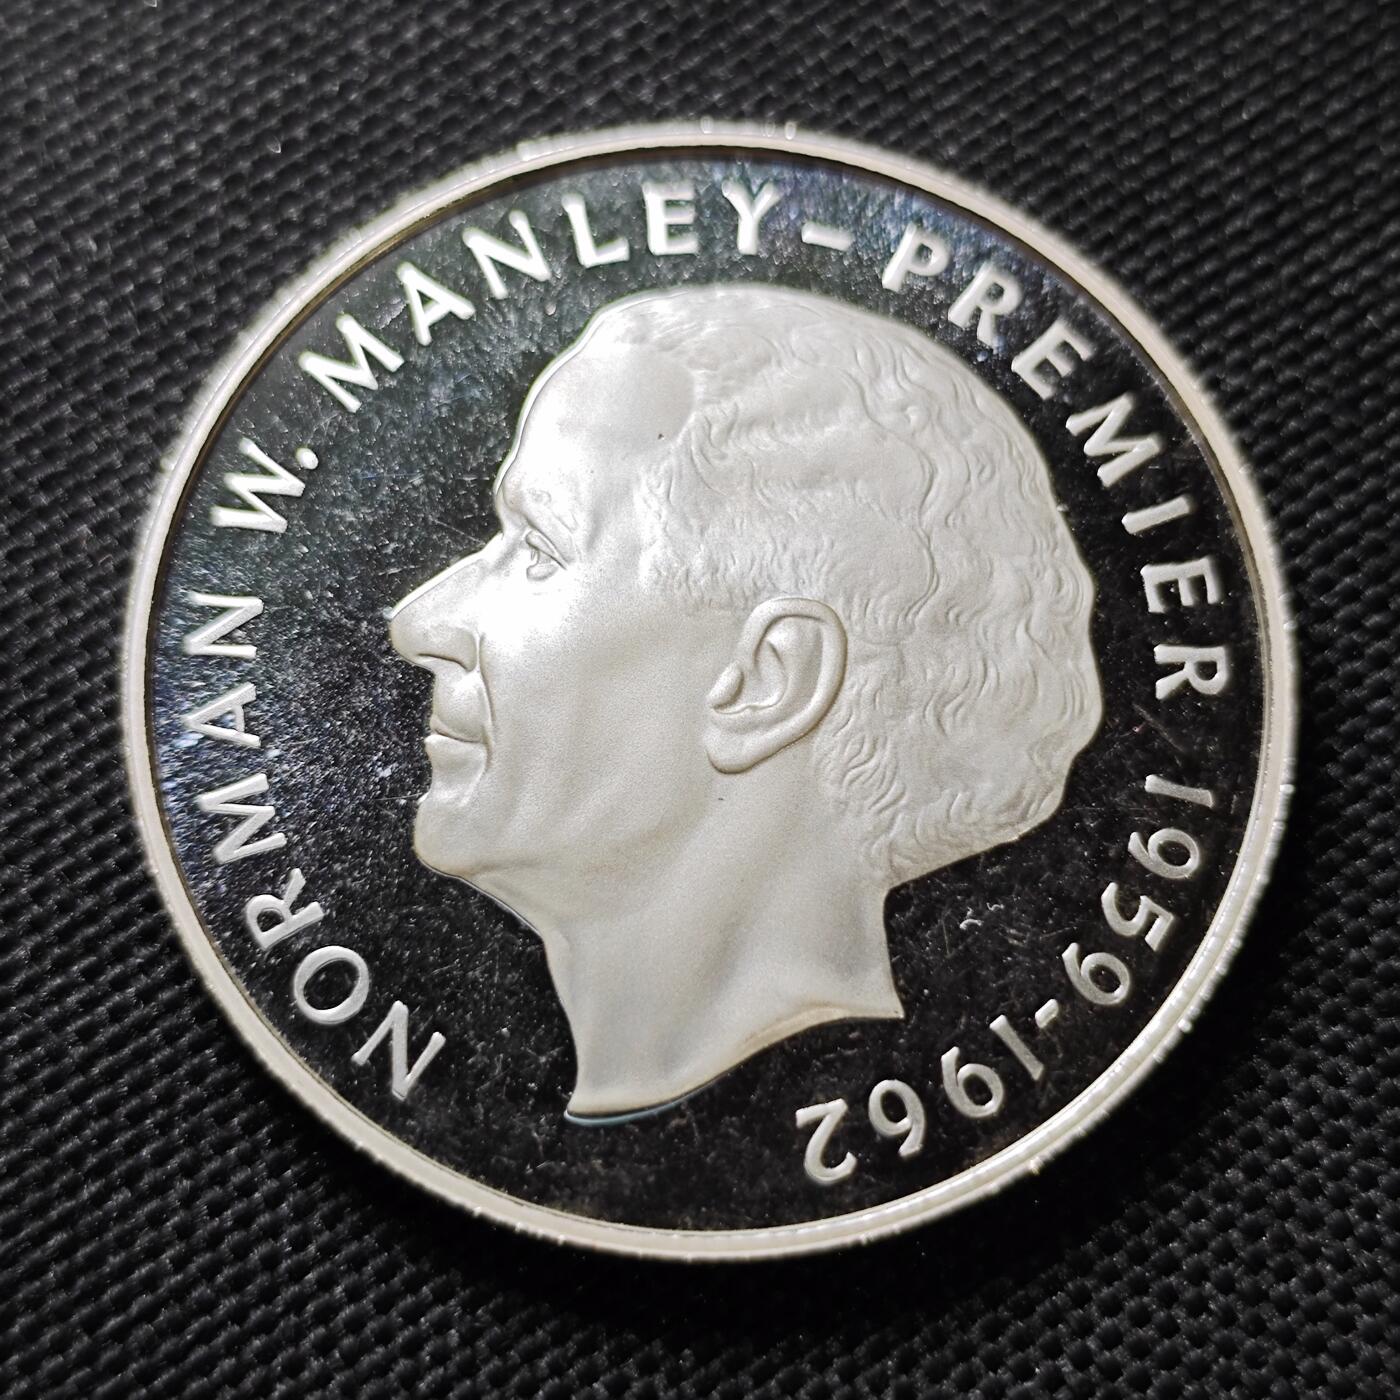 NORMAN W. MANLEY – PREMIER 1959-1962